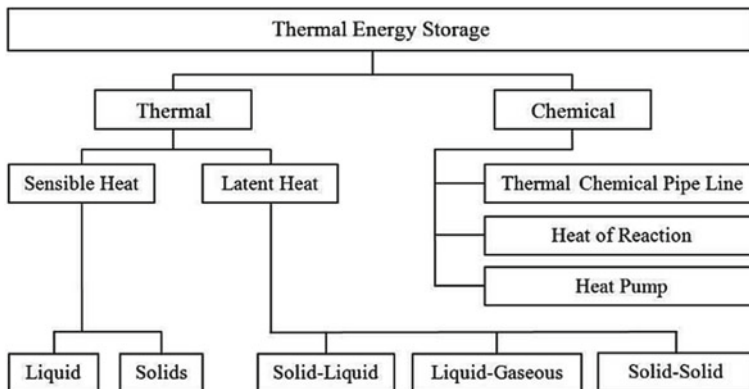 Thermal Energy Storage
Thermal
Chemical
Sensible Heat
Latent Heat
Thermal Chemical Pipe Line
Heat of Reaction
Heat Pump
Liquid
Solids
Solid-Liquid
Liquid-Gaseous
Solid-Solid